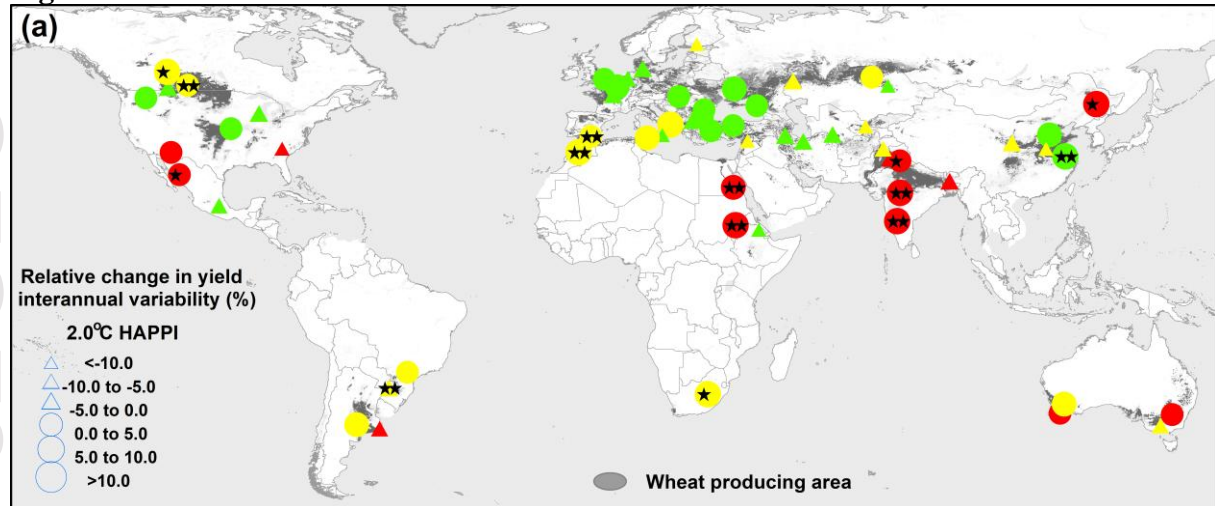 (a)
Relative change in yield
interannual variability (%)
2.0°C HAPPI
<-10.0
-10.0 to -5.0
-5.0 to 0.0
0.0 to 5.0
5.0 to 10.0
>10.0
Wheat producing area